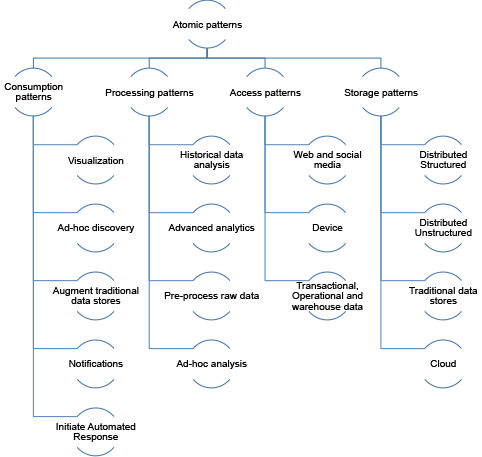 Atomic patterns
Consumption
patterns
Processing patterns
Access patterns
Storage patterns
Visualization
Historical data
analysis
Web and social
media
Distributed
Structured
Ad-hoc discovery
Advanced analytics
Device
Distributed
Unstructured
Augment traditional
data stores
Pre-process raw data
Transactional,
Operational and
warehouse data
Traditional data
stores
Notifications
Ad-hoc analysis
Cloud
Initiate Automated
Response